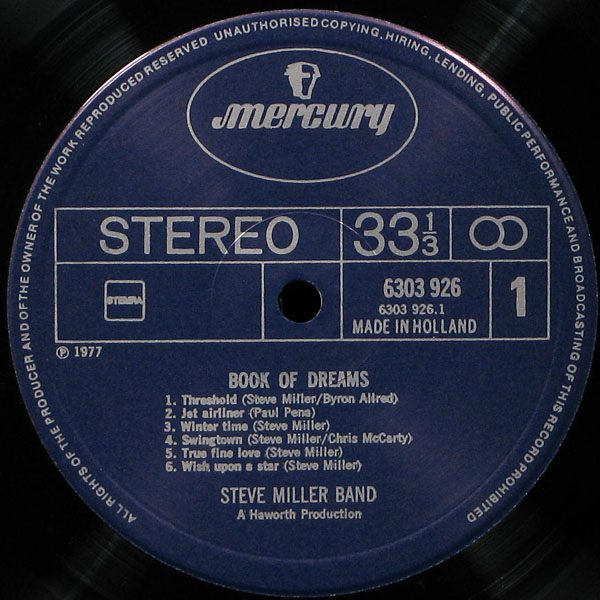 ALL RIGHTS OF THE PRODUCER AND OF THE OWNER OF THE WORK REPRODUCED RESERVED UNAUTHORISED COPYING, HIRING, LENDING, PUBLIC PERFORMANCE AND BROADCASTING OF THIS RECORD PROHIBITED
mercury
STEREO
33 1/3
STEMRA
6303 926
6303 926.1
MADE IN HOLLAND
1
℗ 1977
BOOK OF DREAMS
1. Threshold (Steve Miller/Byron Allred)
2. Jet airliner (Paul Pena)
3. Winter time (Steve Miller)
4. Swingtown (Steve Miller/Chris McCarty)
5. True fine love (Steve Miller)
6. Wish upon a star (Steve Miller)
STEVE MILLER BAND
A Haworth Production